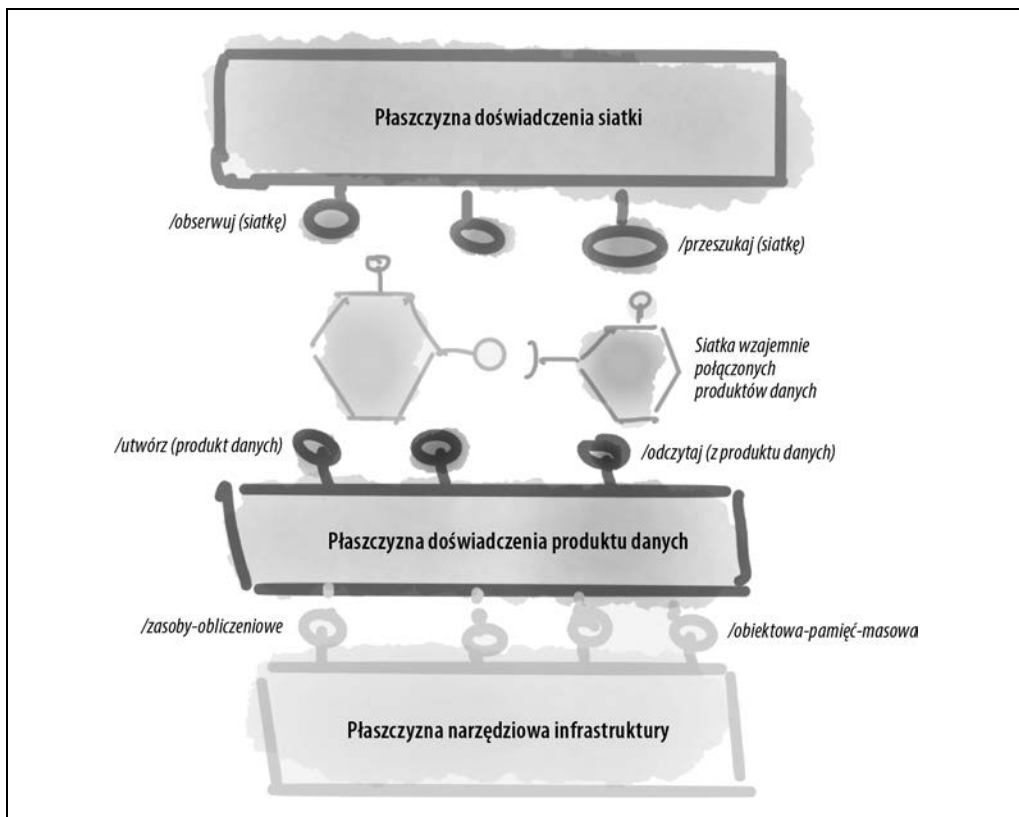 Płaszczyzna doświadczenia siatki
/obserwuj (siatkę)
/przeszukaj (siatkę)
Siatka wzajemnie
połączonych
produktów danych
/utwórz (produkt danych)
/odczytaj (z produktu danych)
Płaszczyzna doświadczenia produktu danych
/zasoby-obliczeniowe
/obiektowa-pamięć-masowa
Płaszczyzna narzędziowa infrastruktury